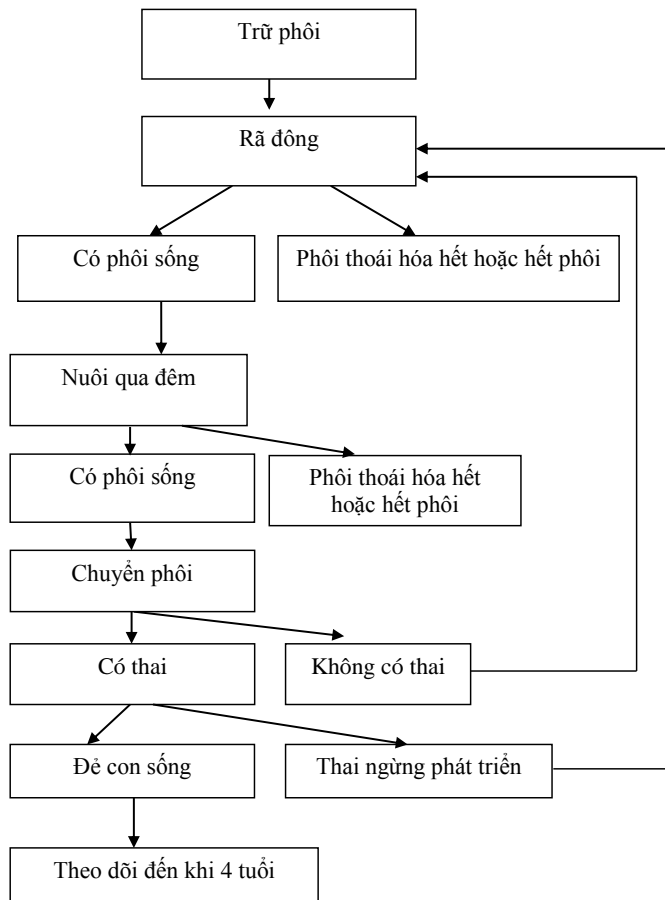 Trữ phôi
Rã đông
Có phôi sống
Phôi thoái hóa hết hoặc hết phôi
Nuôi qua đêm
Có phôi sống
Phôi thoái hóa hết
hoặc hết phôi
Chuyển phôi
Có thai
Không có thai
Đẻ con sống
Thai ngừng phát triển
Theo dõi đến khi 4 tuổi